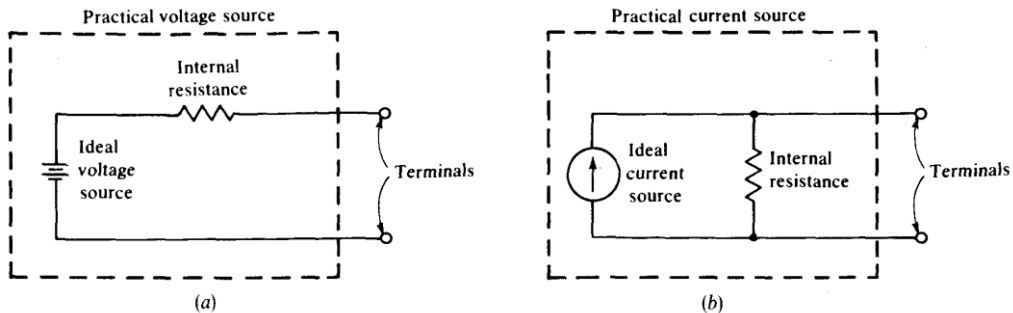 Practical voltage source
Internal
resistance
Ideal
voltage
source
Terminals
(a)
Practical current source
Ideal
current
source
Internal
resistance
Terminals
(b)